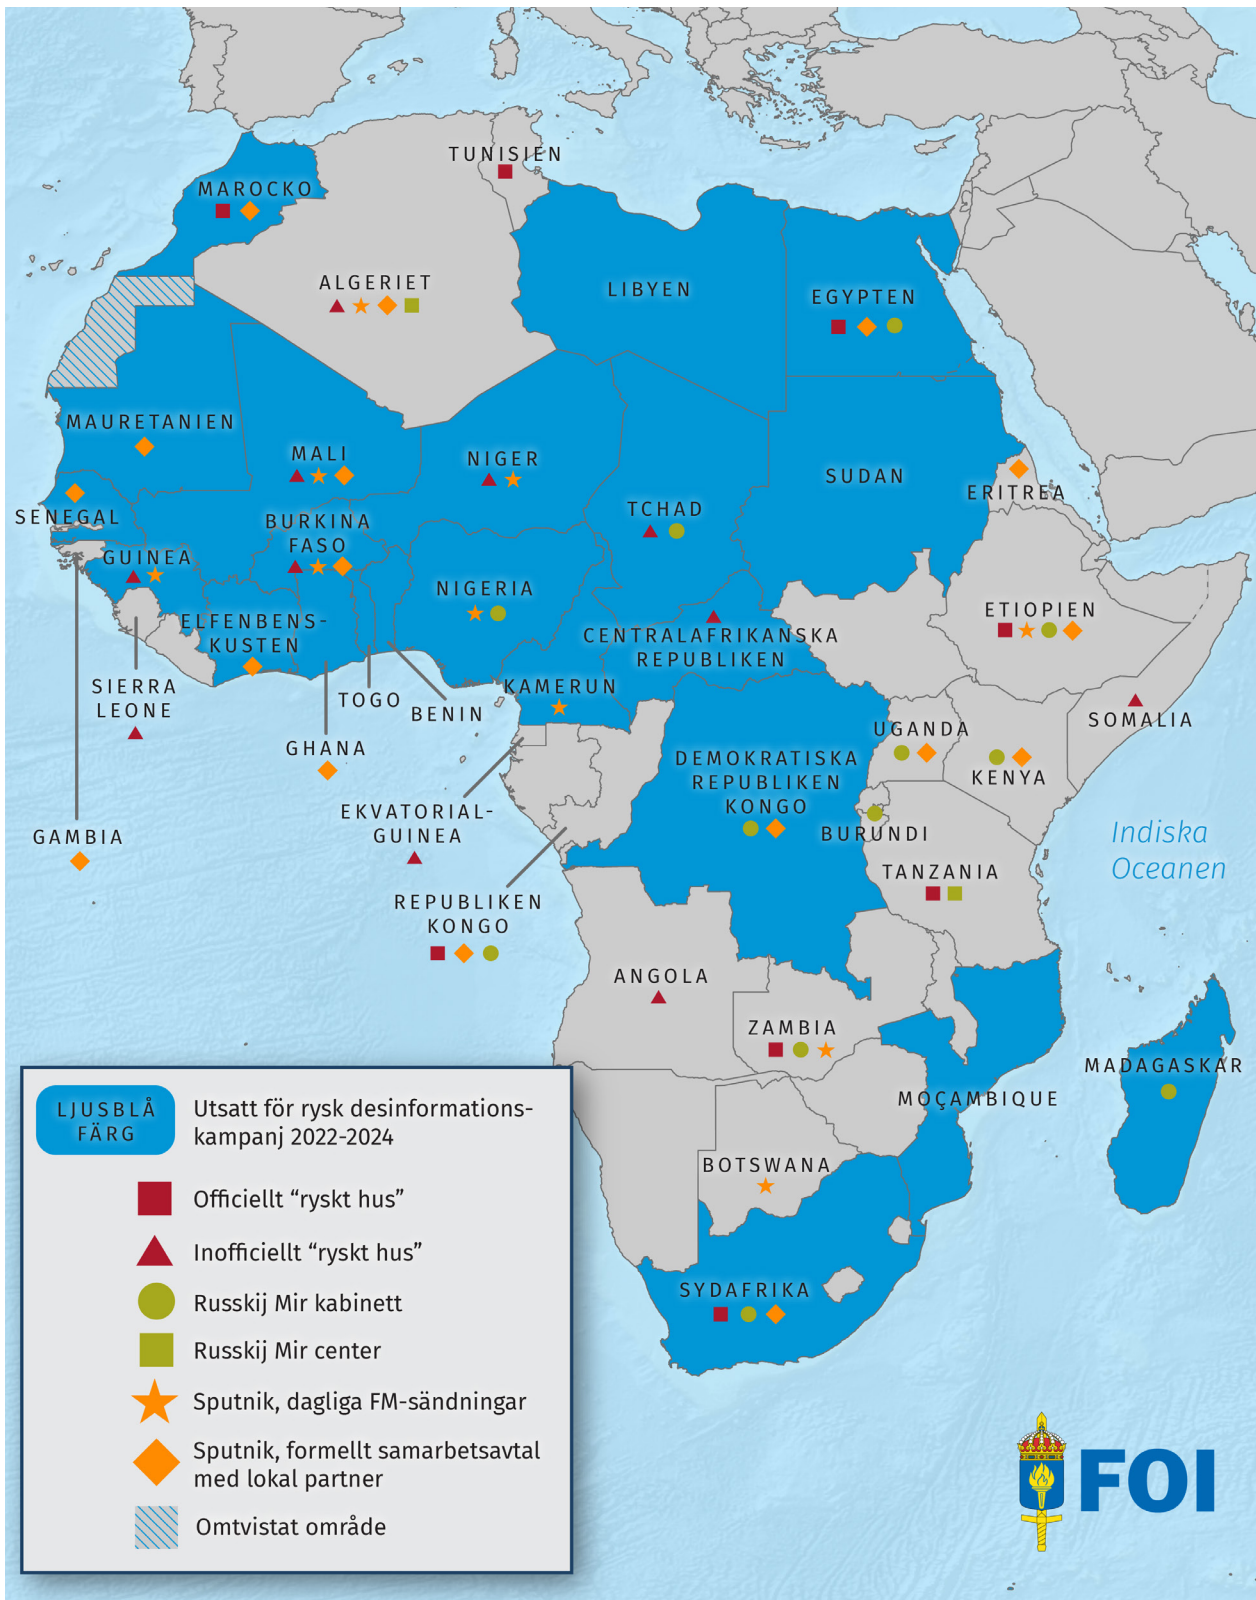 TUNISIEN
MAROCKO
ALGERIET
LIBYEN
EGYPTEN
MAURETANIEN
MALI
NIGER
SUDAN
ERITREA
TCHAD
SENEGAL
BURKINA
FASO
GUINEA
NIGERIA
ETIOPIEN
ELFENBENS-
KUSTEN
CENTRALAFRIKANSKA
REPUBLIKEN
SIERRA
LEONE
TOGO
BENIN
KAMERUN
SOMALIA
GHANA
UGANDA
KENYA
DEMOKRATISKA
REPUBLIKEN
KONGO
EKVATORIAL-
GUINEA
GAMBIA
BURUNDI
Indiska
Oceanen
TANZANIA
REPUBLIKEN
KONGO
ANGOLA
ZAMBIA
MADAGASKAR
MOÇAMBIQUE
BOTSWANA
SYDAFRIKA
LJUSBLÅ
FÄRG
Utsatt för rysk desinformations-
kampanj 2022-2024
Officiellt “ryskt hus”
Inofficiellt “ryskt hus”
Russkij Mir kabinett
Russkij Mir center
Sputnik, dagliga FM-sändningar
Sputnik, formellt samarbetsavtal
med lokal partner
Omtvistat område
FOI